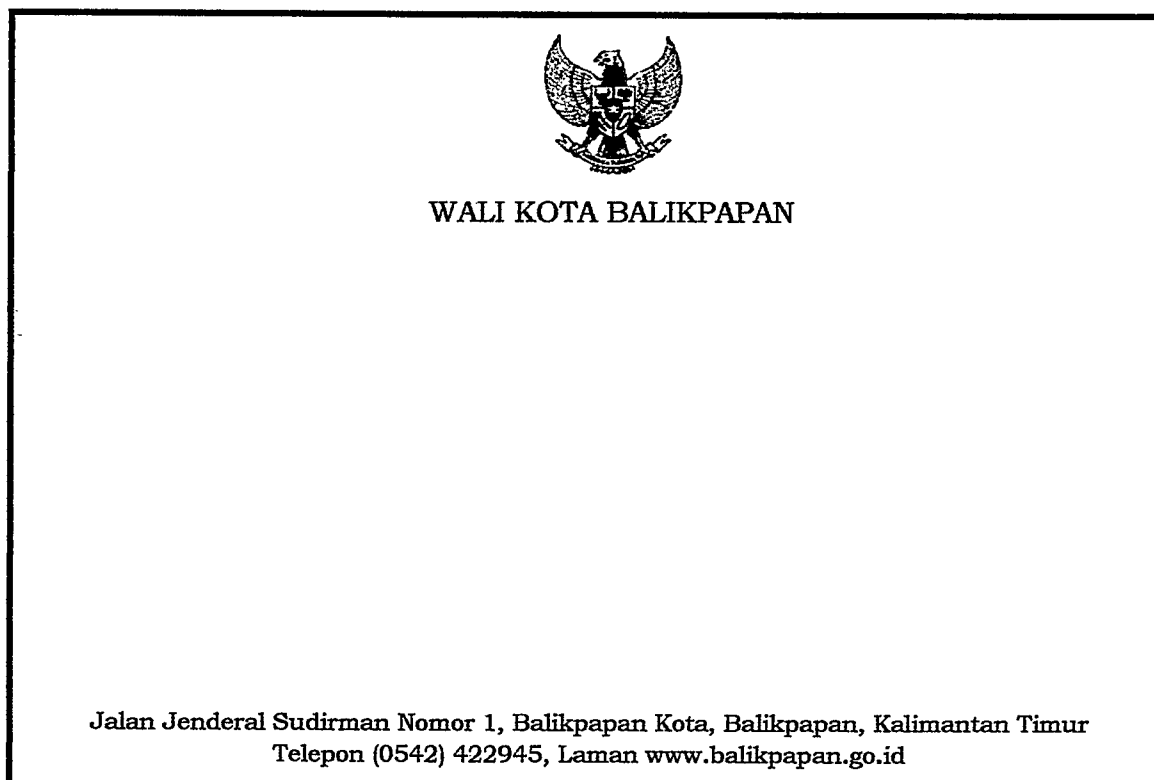 WALI KOTA BALIKPAPAN
Jalan Jenderal Sudirman Nomor 1, Balikpapan Kota, Balikpapan, Kalimantan Timur
Telepon (0542) 422945, Laman www.balikpapan.go.id